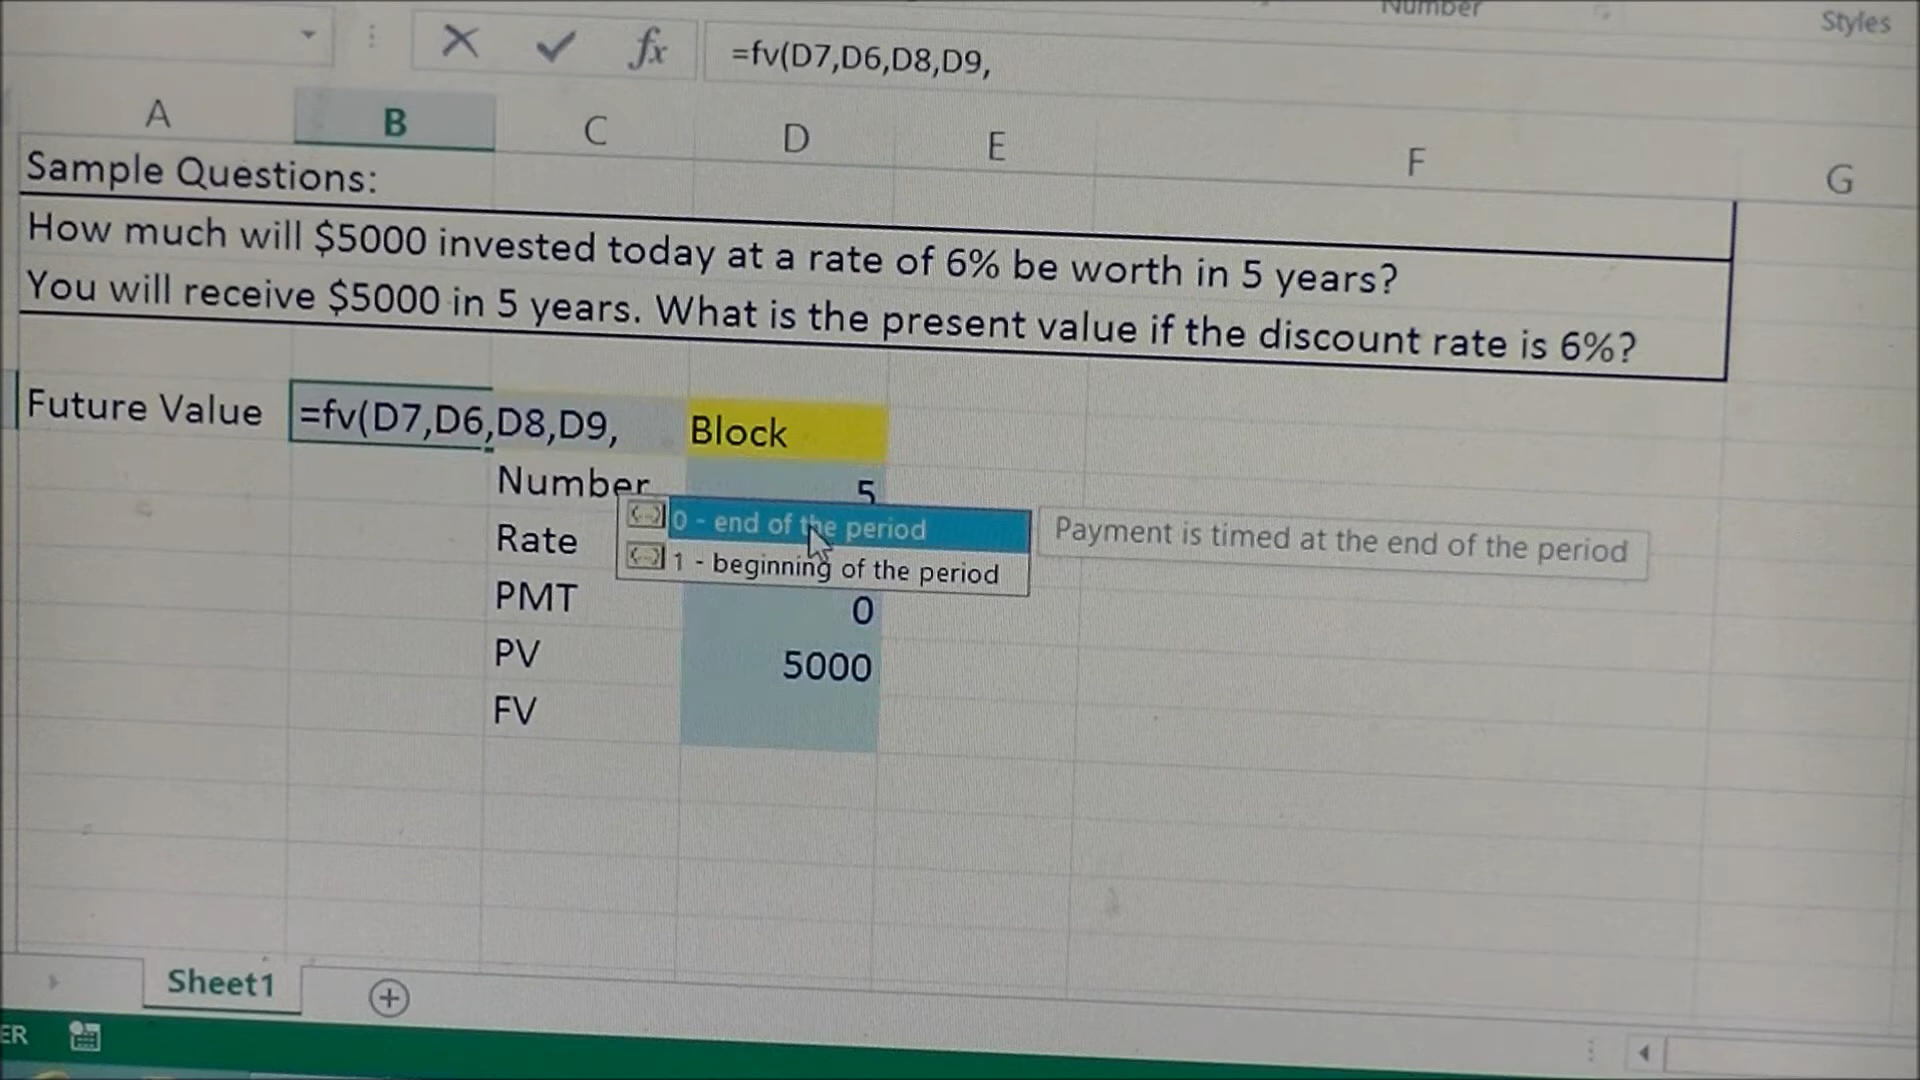 Number
Styles
fx
=fv(D7,D6,D8,D9,
A B C D E F G
Sample Questions:
How much will $5000 invested today at a rate of 6% be worth in 5 years?
You will receive $5000 in 5 years. What is the present value if the discount rate is 6%?
Future Value =fv(D7,D6,D8,D9, Block
Number 5
0 - end of the period Payment is timed at the end of the period
Rate
1 - beginning of the period
PMT 0
PV 5000
FV
Sheet1
ER